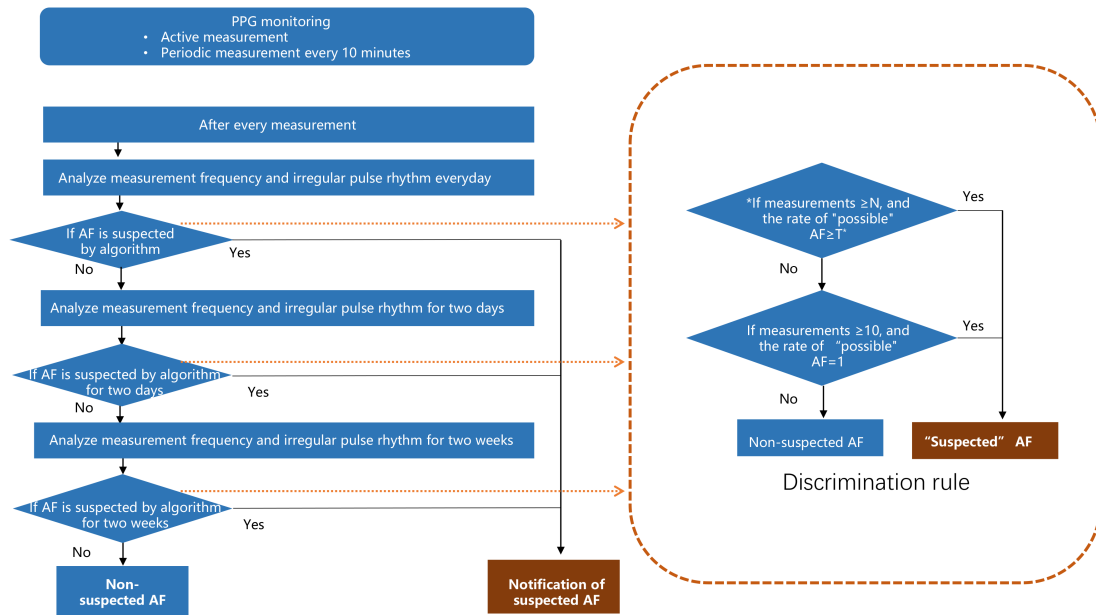 PPG monitoring
• Active measurement
• Periodic measurement every 10 minutes
After every measurement
Analyze measurement frequency and irregular pulse rhythm everyday
If AF is suspected
by algorithm
Yes
No
Analyze measurement frequency and irregular pulse rhythm for two days
If AF is suspected by algorithm
for two days
Yes
No
Analyze measurement frequency and irregular pulse rhythm for two weeks
If AF is suspected by algorithm
for two weeks
Yes
No
Non-
suspected AF
Notification of
suspected AF
*If measurements ≥N, and
the rate of "possible"
AF≥T*
Yes
No
If measurements ≥10, and
the rate of “possible"
AF=1
Yes
No
Non-suspected AF
“Suspected” AF
Discrimination rule